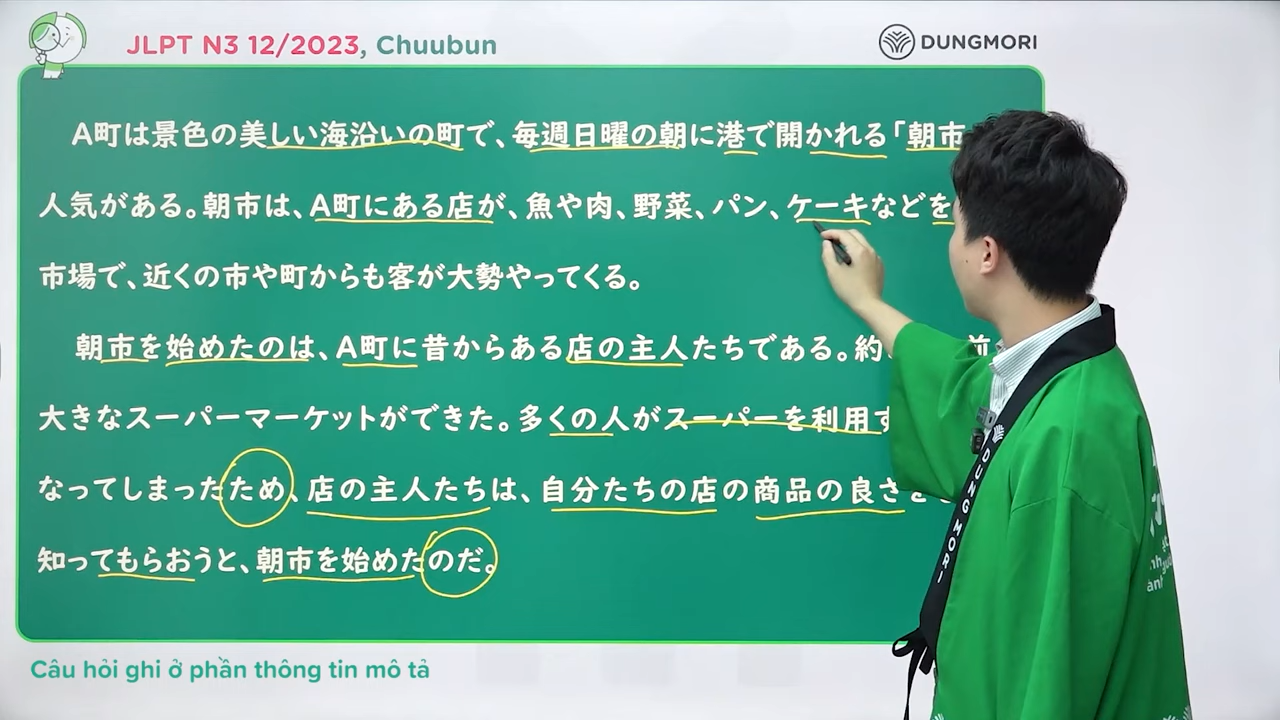 JLPT N3 12/2023, Chuubun
DUNGMORI
A町は景色の美しい海沿いの町で、毎週日曜の朝に港で開かれる「朝市
人気がある。朝市は、A町にある店が、魚や肉、野菜、パン、ケーキなどを
市場で、近くの市や町からも客が大勢やってくる。
朝市を始めたのは、A町に昔からある店の主人たちである。約 前
大きなスーパーマーケットができた。多くの人がスーパーを利用す
なってしまったため、店の主人たちは、自分たちの店の商品の良さを
知ってもらおうと、朝市を始めたのだ。
DUNG MORI
Câu hỏi ghi ở phần thông tin mô tả